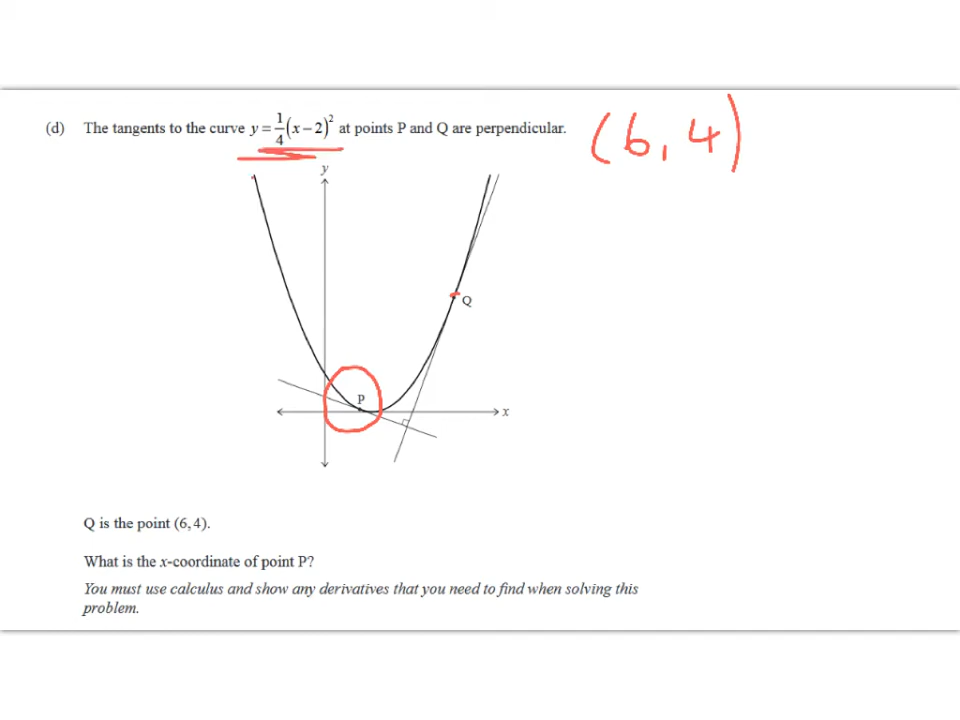 (d) The tangents to the curve y = 1/4 (x − 2)² at points P and Q are perpendicular.
(6, 4)
y
Q
P
x
Q is the point (6, 4).
What is the x-coordinate of point P?
You must use calculus and show any derivatives that you need to find when solving this
problem.